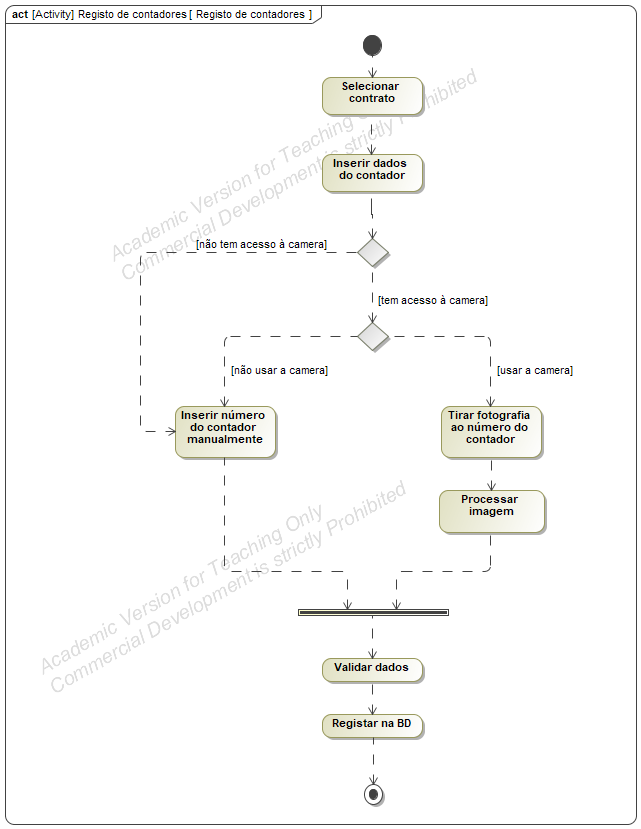 act [Activity] Registo de contadores [ Registo de contadores ]
Selecionar
contrato
Academic Version for Teaching Only
Commercial Development is strictly Prohibited
Inserir dados
do contador
[não tem acesso à camera]
[tem acesso à camera]
[não usar a camera]
[usar a camera]
Inserir número
do contador
manualmente
Tirar fotografia
ao número do
contador
Processar
imagem
Academic Version for Teaching Only
Commercial Development is strictly Prohibited
Validar dados
Registar na BD